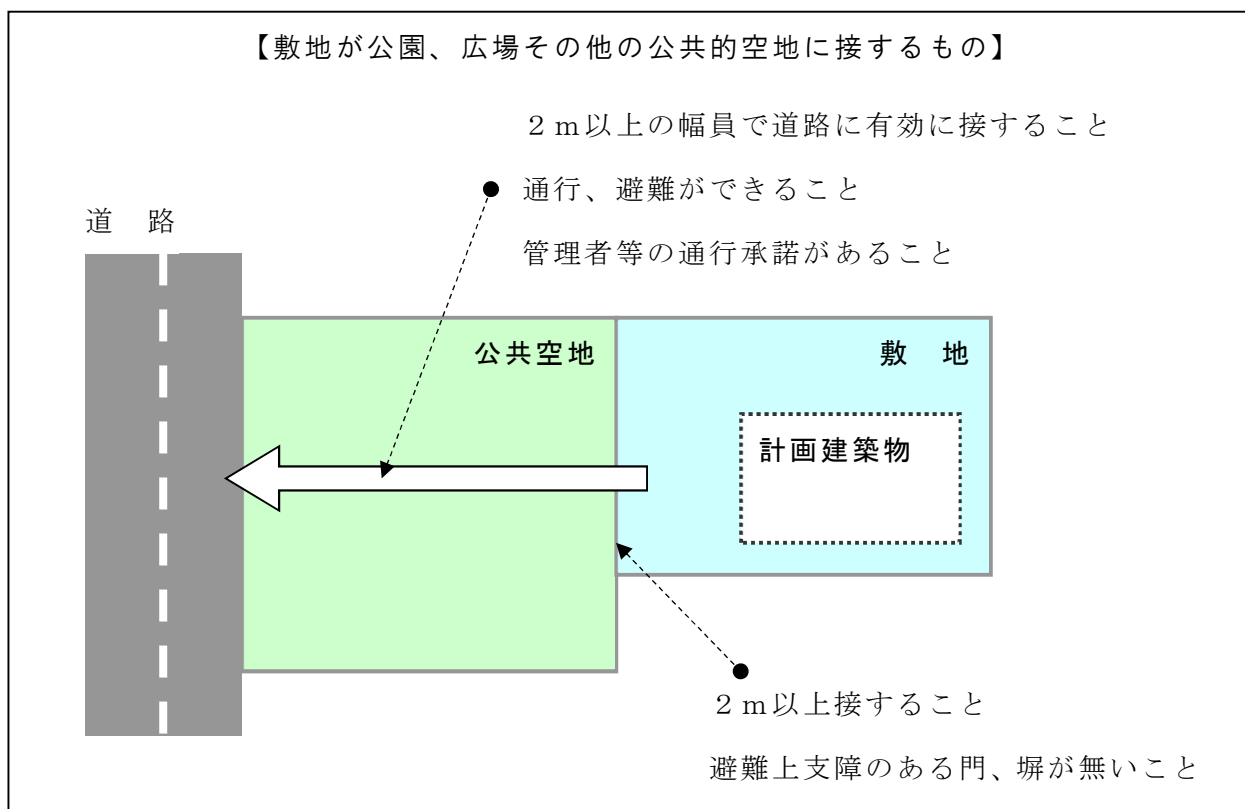 【敷地が公園、広場その他の公共的空地に接するもの】
２ｍ以上の幅員で道路に有効に接すること
通行、避難ができること
管理者等の通行承諾があること
道　路
公共空地
敷　地
計画建築物
２ｍ以上接すること
避難上支障のある門、塀が無いこと